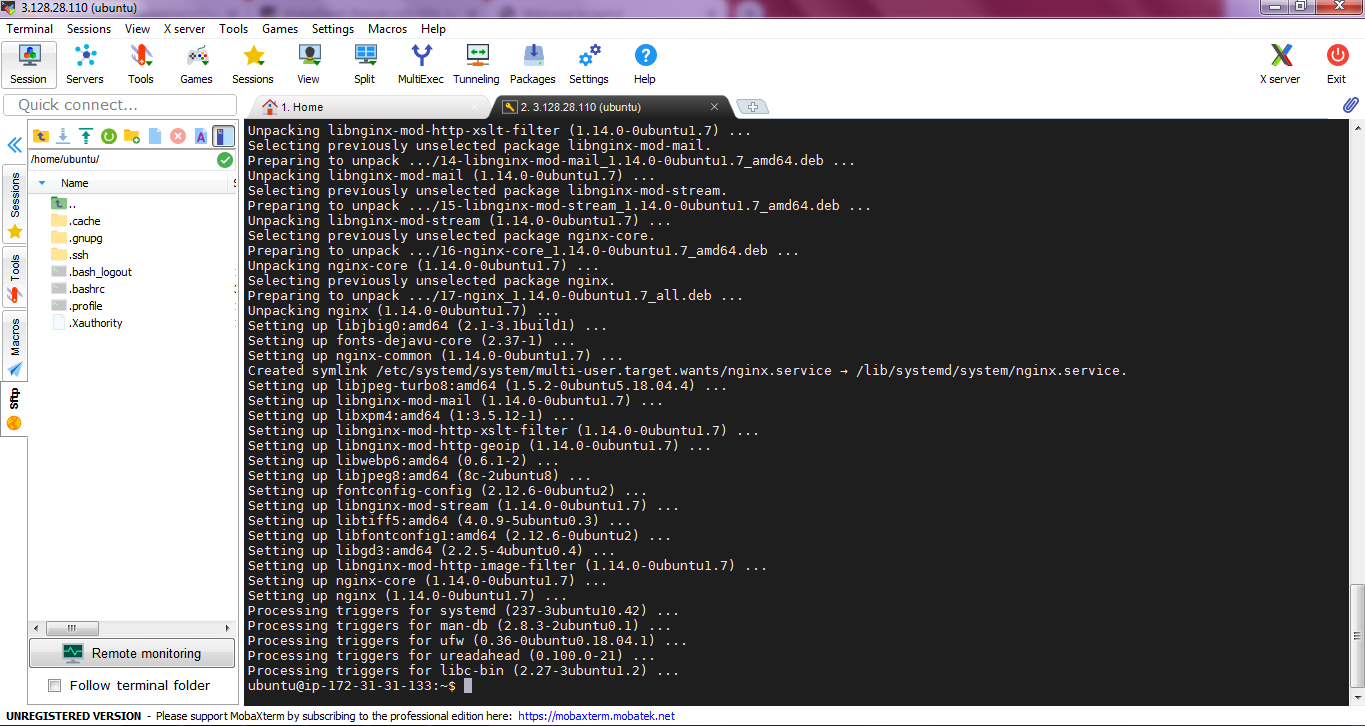 3.128.28.110 (ubuntu)
Terminal Sessions View X server Tools Games Settings Macros Help
Session Servers Tools Games Sessions View Split MultiExec Tunneling Packages Settings Help X server Exit
Quick connect...
1. Home
2. 3.128.28.110 (ubuntu)
/home/ubuntu/
Name
..
.cache
.gnupg
.ssh
.bash_logout
.bashrc
.profile
.Xauthority
Sessions
Tools
Macros
Sftp
Remote monitoring
Follow terminal folder
Unpacking libnginx-mod-http-xslt-filter (1.14.0-0ubuntu1.7) ...
Selecting previously unselected package libnginx-mod-mail.
Preparing to unpack .../14-libnginx-mod-mail_1.14.0-0ubuntu1.7_amd64.deb ...
Unpacking libnginx-mod-mail (1.14.0-0ubuntu1.7) ...
Selecting previously unselected package libnginx-mod-stream.
Preparing to unpack .../15-libnginx-mod-stream_1.14.0-0ubuntu1.7_amd64.deb ...
Unpacking libnginx-mod-stream (1.14.0-0ubuntu1.7) ...
Selecting previously unselected package nginx-core.
Preparing to unpack .../16-nginx-core_1.14.0-0ubuntu1.7_amd64.deb ...
Unpacking nginx-core (1.14.0-0ubuntu1.7) ...
Selecting previously unselected package nginx.
Preparing to unpack .../17-nginx_1.14.0-0ubuntu1.7_all.deb ...
Unpacking nginx (1.14.0-0ubuntu1.7) ...
Setting up libjbig0:amd64 (2.1-3.1build1) ...
Setting up fonts-dejavu-core (2.37-1) ...
Setting up nginx-common (1.14.0-0ubuntu1.7) ...
Created symlink /etc/systemd/system/multi-user.target.wants/nginx.service → /lib/systemd/system/nginx.service.
Setting up libjpeg-turbo8:amd64 (1.5.2-0ubuntu5.18.04.4) ...
Setting up libnginx-mod-mail (1.14.0-0ubuntu1.7) ...
Setting up libxpm4:amd64 (1:3.5.12-1) ...
Setting up libnginx-mod-http-xslt-filter (1.14.0-0ubuntu1.7) ...
Setting up libnginx-mod-http-geoip (1.14.0-0ubuntu1.7) ...
Setting up libwebp6:amd64 (0.6.1-2) ...
Setting up libjpeg8:amd64 (8c-2ubuntu8) ...
Setting up fontconfig-config (2.12.6-0ubuntu2) ...
Setting up libnginx-mod-stream (1.14.0-0ubuntu1.7) ...
Setting up libtiff5:amd64 (4.0.9-5ubuntu0.3) ...
Setting up libfontconfig1:amd64 (2.12.6-0ubuntu2) ...
Setting up libgd3:amd64 (2.2.5-4ubuntu0.4) ...
Setting up libnginx-mod-http-image-filter (1.14.0-0ubuntu1.7) ...
Setting up nginx-core (1.14.0-0ubuntu1.7) ...
Setting up nginx (1.14.0-0ubuntu1.7) ...
Processing triggers for systemd (237-3ubuntu10.42) ...
Processing triggers for man-db (2.8.3-2ubuntu0.1) ...
Processing triggers for ufw (0.36-0ubuntu0.18.04.1) ...
Processing triggers for ureadahead (0.100.0-21) ...
Processing triggers for libc-bin (2.27-3ubuntu1.2) ...
ubuntu@ip-172-31-31-133:~$
UNREGISTERED VERSION - Please support MobaXterm by subscribing to the professional edition here: https://mobaxterm.mobatek.net